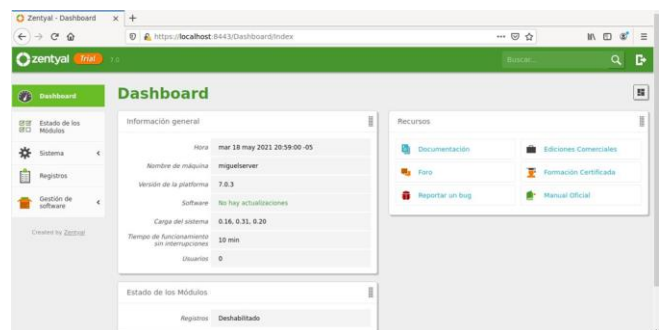 Zentyal - Dashboard
https://localhost:8443/Dashboard/Index
zentyal Trial 7.0
Buscar...
Dashboard
Estado de los
Módulos
Sistema
Registros
Gestión de
software
Created by Zentyal
Dashboard
Información general
Hora mar 18 may 2021 20:59:00 -05
Nombre de máquina miguelserver
Versión de la plataforma 7.0.3
Software No hay actualizaciones
Carga del sistema 0.16, 0.31, 0.20
Tiempo de funcionamiento
sin interrupciones 10 min
Usuarios 0
Estado de los Módulos
Registros Deshabilitado
Recursos
Documentación Ediciones Comerciales
Foro Formación Certificada
Reportar un bug Manual Oficial